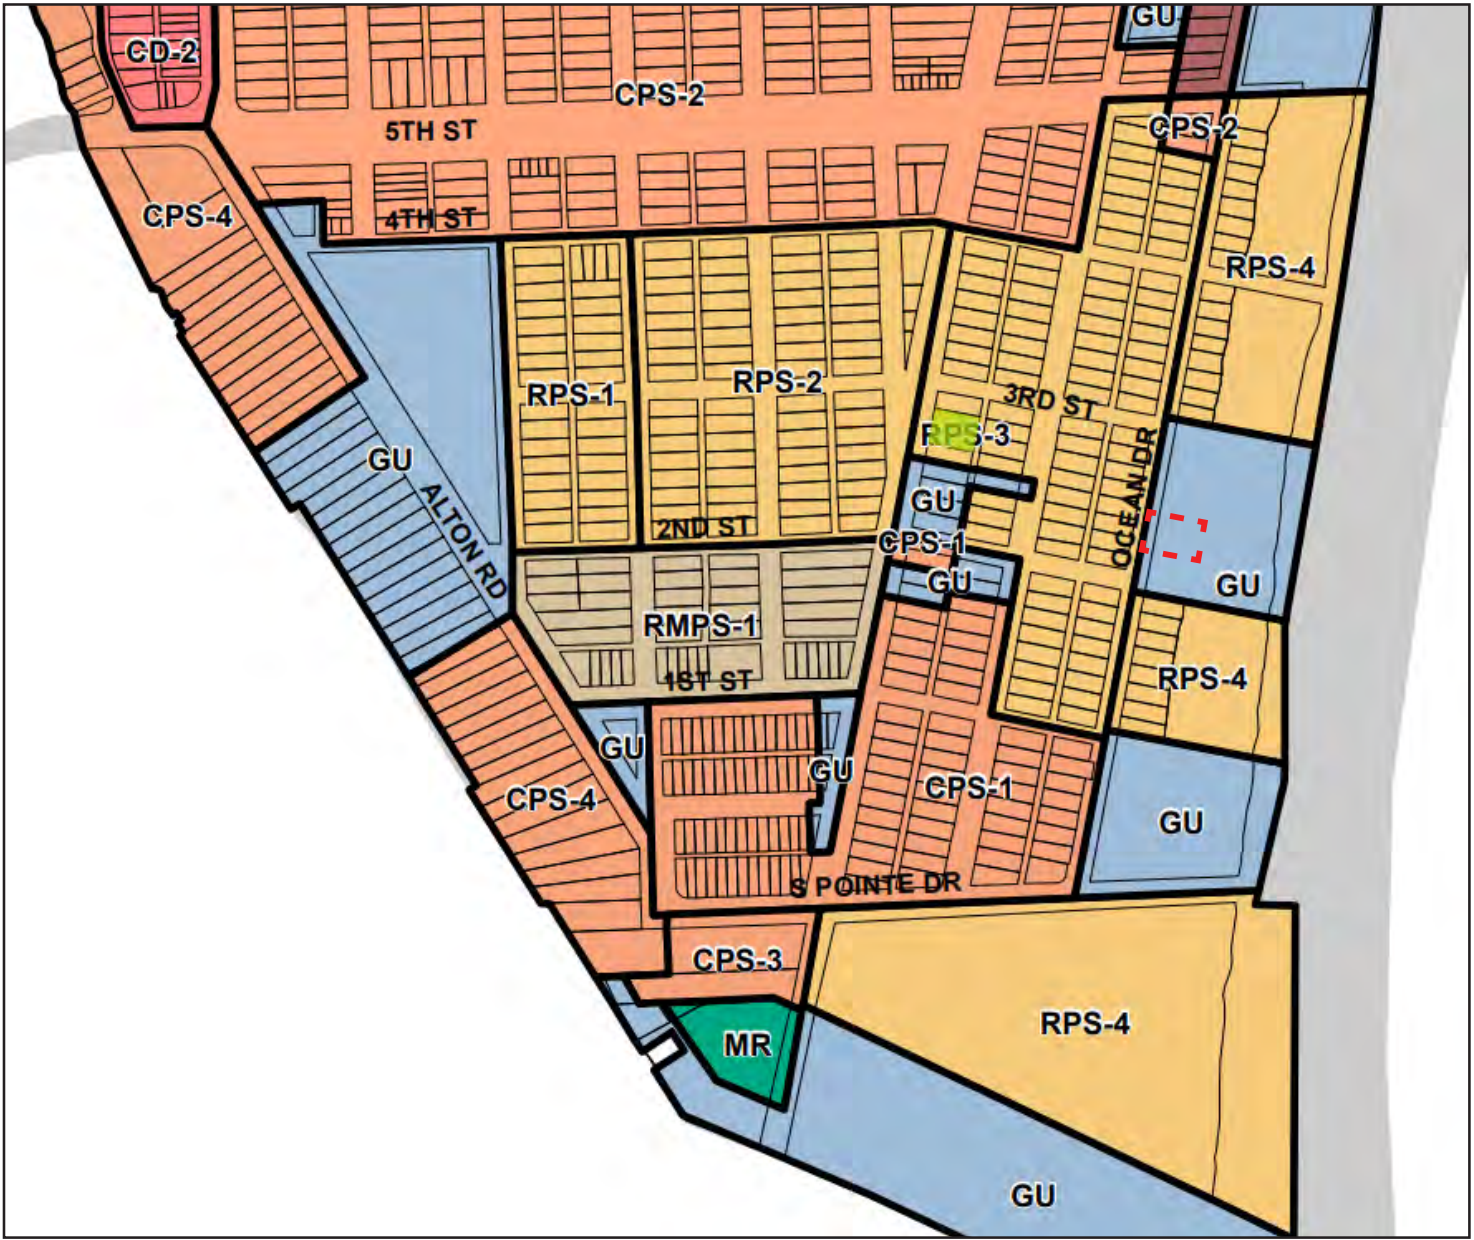 GU
CD-2
CPS-2
5TH ST
CPS-2
CPS-4
4TH ST
RPS-4
RPS-1
RPS-2
3RD ST
RPS-3
GU
ALTON RD
OCEAN DR
GU
2ND ST
CPS-1
GU
GU
RMPS-1
1ST ST
RPS-4
GU
GU
CPS-1
CPS-4
GU
S POINTE DR
CPS-3
RPS-4
MR
GU